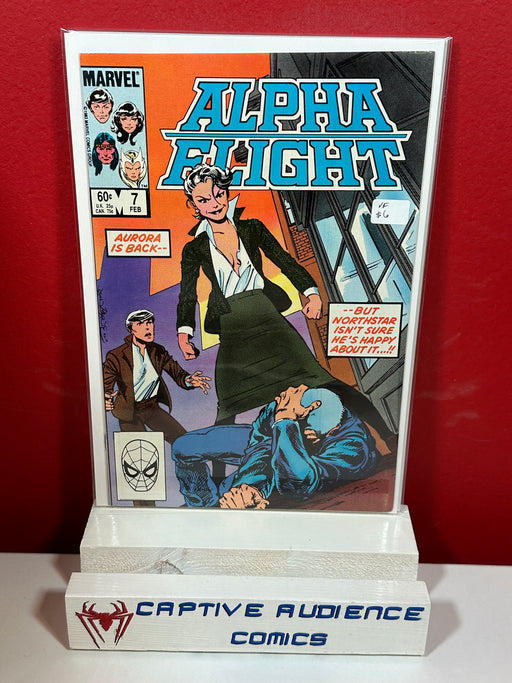 MARVEL
ALPHA
FLIGHT
60¢
U.K. 25p
CAN. 75¢
7
FEB
TM
VF
$6
AURORA
IS BACK--
--BUT
NORTHSTAR
ISN'T SURE
HE'S HAPPY
ABOUT IT...!!
CAPTIVE AUDIENCE
COMICS